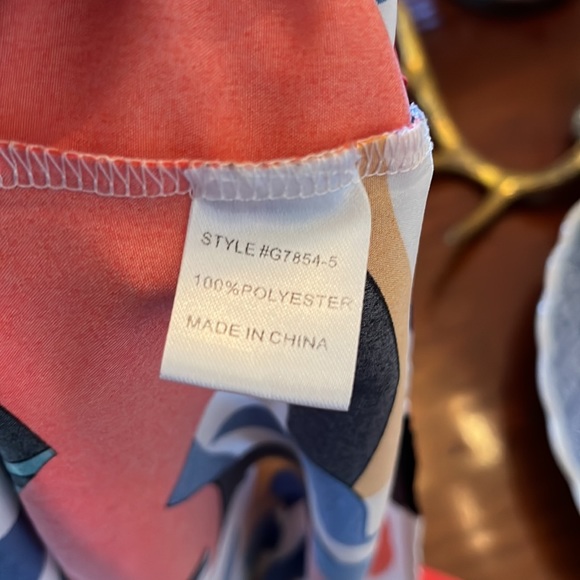 STYLE #G7854-5
100%POLYESTER
MADE IN CHINA